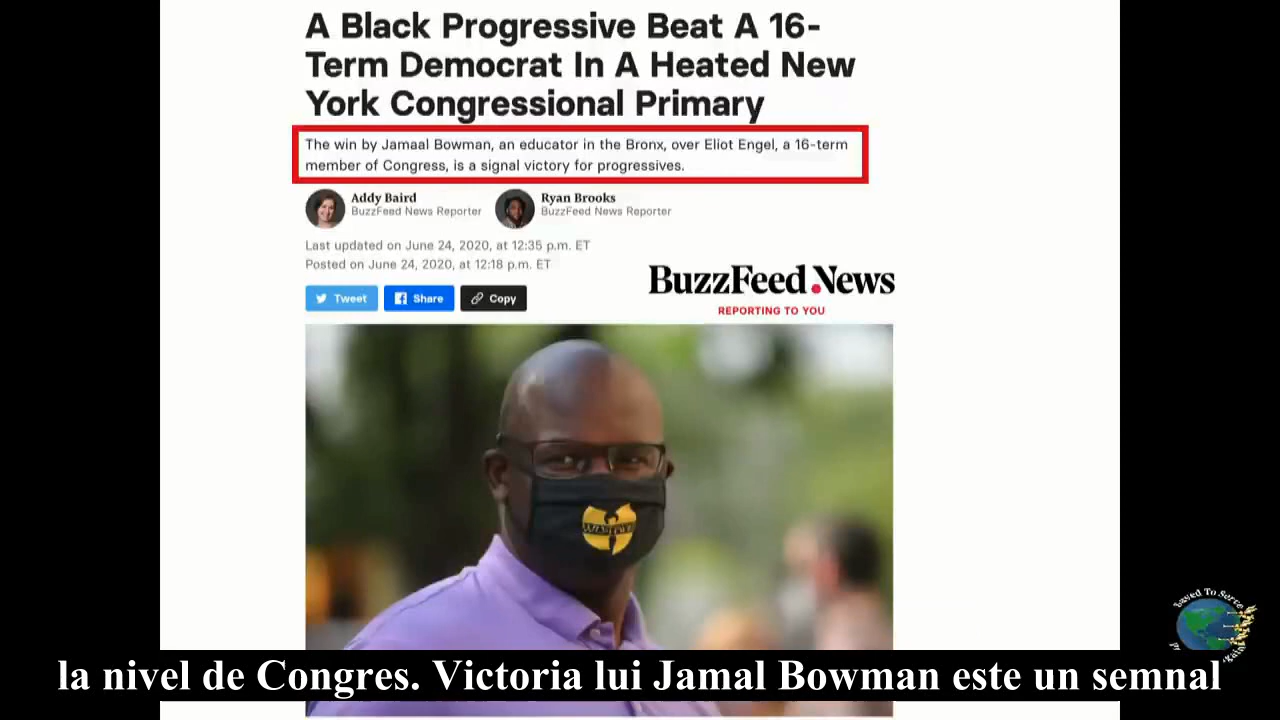 A Black Progressive Beat A 16-
Term Democrat In A Heated New
York Congressional Primary
The win by Jamaal Bowman, an educator in the Bronx, over Eliot Engel, a 16-term
member of Congress, is a signal victory for progressives.
Addy Baird
BuzzFeed News Reporter
Ryan Brooks
BuzzFeed News Reporter
Last updated on June 24, 2020, at 12:35 p.m. ET
Posted on June 24, 2020, at 12:18 p.m. ET
BuzzFeed News
REPORTING TO YOU
Tweet
Share
Copy
la nivel de Congres. Victoria lui Jamal Bowman este un semnal